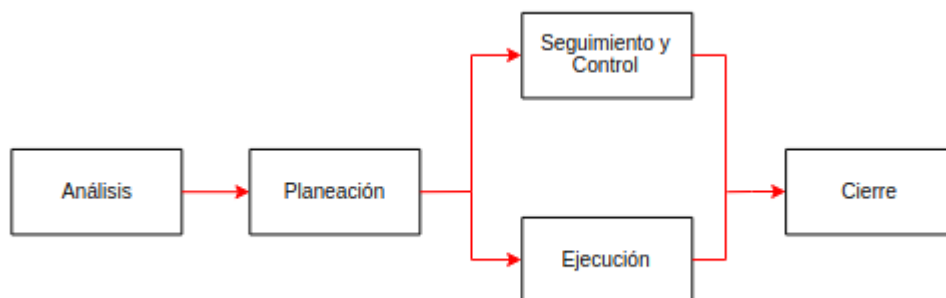 Análisis
Planeación
Seguimiento y
Control
Ejecución
Cierre